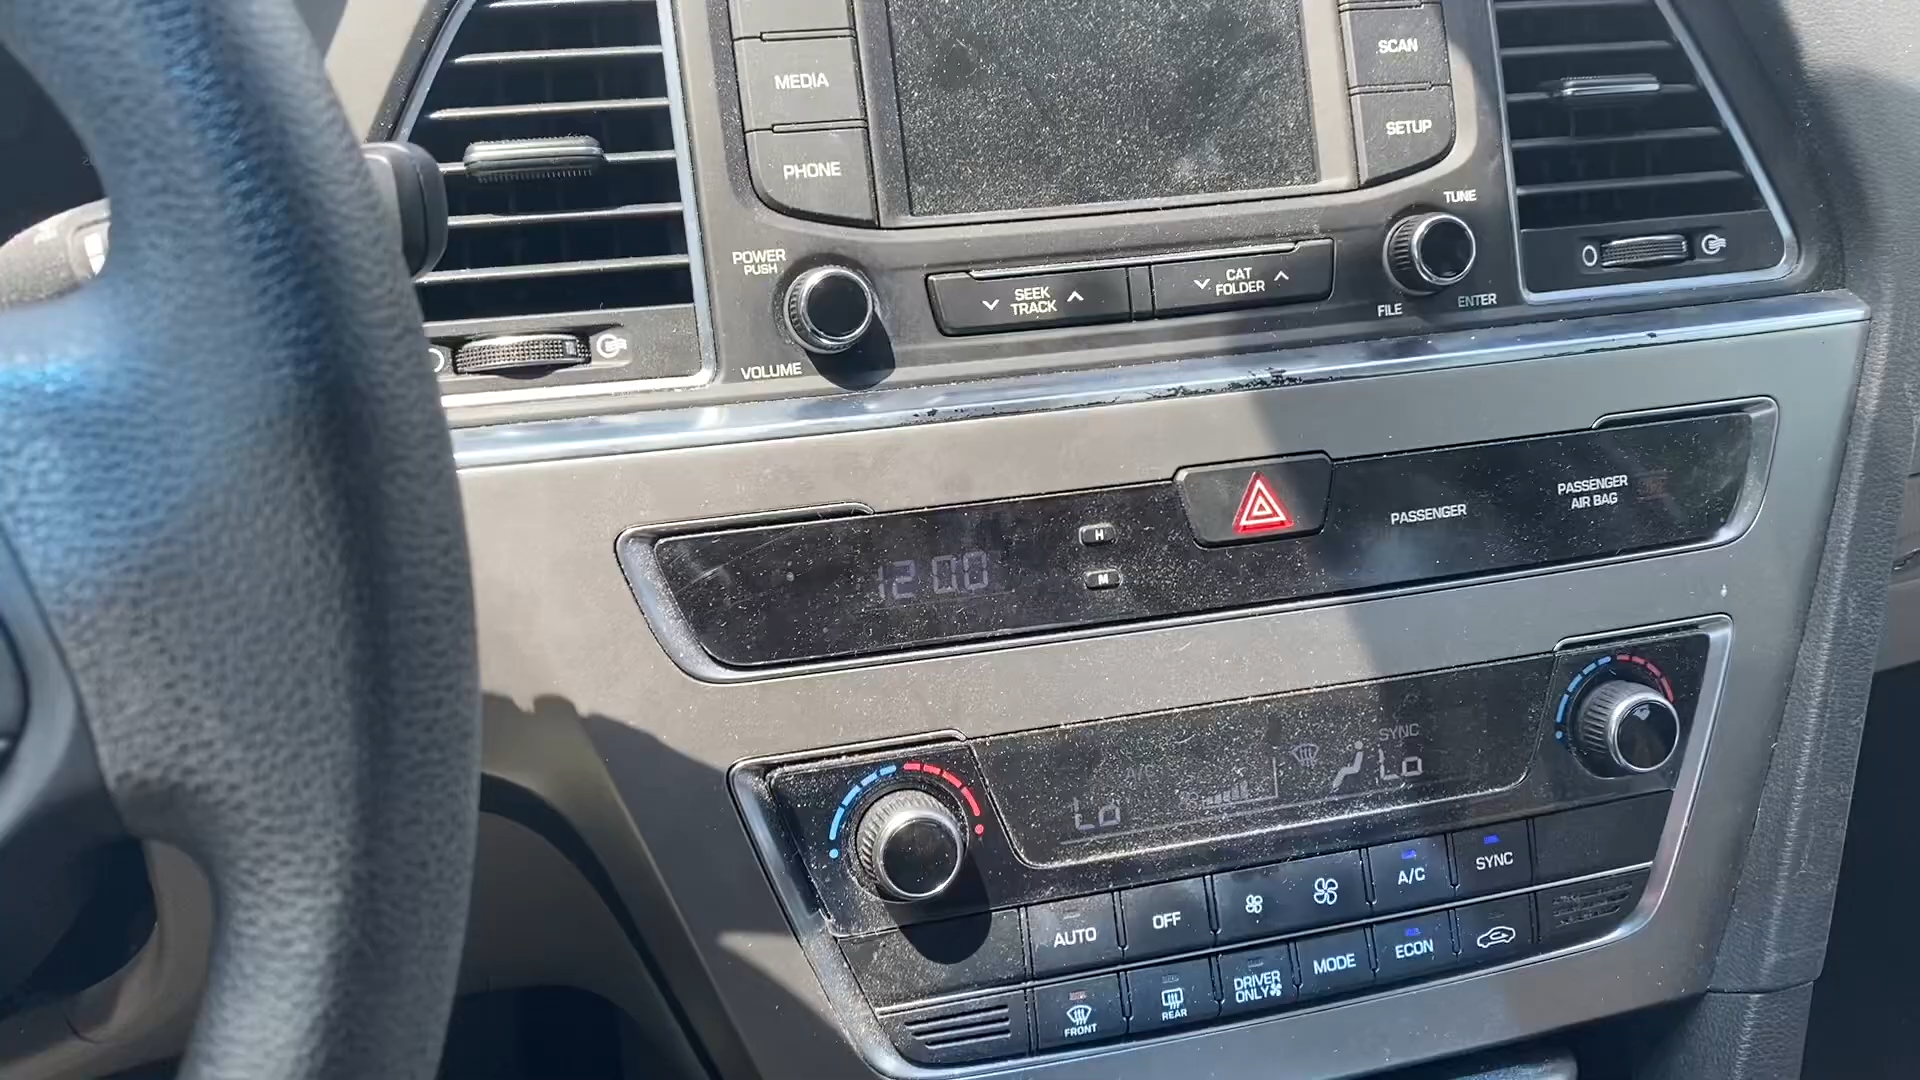 MEDIA
PHONE
SCAN
SETUP
TUNE
FILE
ENTER
POWER
PUSH
VOLUME
SEEK
TRACK
CAT
FOLDER
12:00
H
M
PASSENGER
PASSENGER
AIR BAG
SYNC
Lo
Lo
AUTO
OFF
A/C
SYNC
FRONT
REAR
DRIVER
ONLY
MODE
ECON